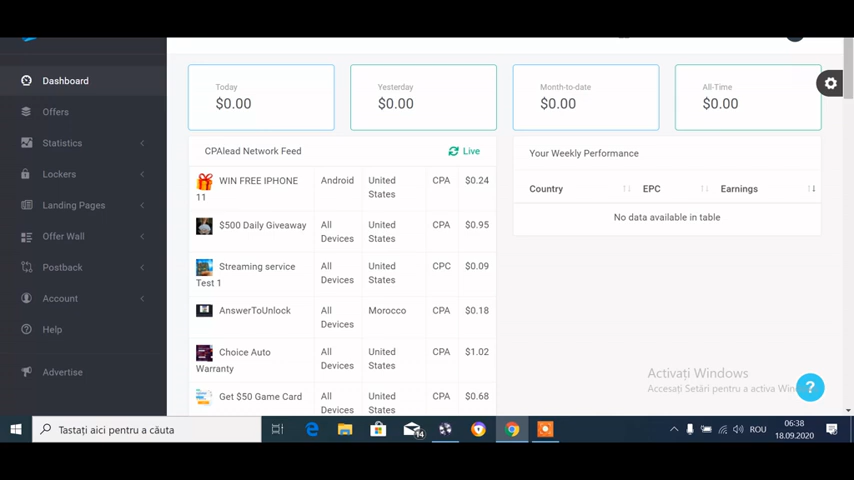 Dashboard
Offers
Statistics
Lockers
Landing Pages
Offer Wall
Postback
Account
Help
Advertise
Today
$0.00
Yesterday
$0.00
Month-to-date
$0.00
All-Time
$0.00
CPAlead Network Feed
Live
WIN FREE IPHONE 11 Android United States CPA $0.24
$500 Daily Giveaway All Devices United States CPA $0.95
Streaming service Test 1 All Devices United States CPC $0.09
AnswerToUnlock All Devices Morocco CPA $0.18
Choice Auto Warranty All Devices United States CPA $1.02
Get $50 Game Card All Devices United States CPA $0.68
Your Weekly Performance
Country EPC Earnings
No data available in table
Activați Windows
Accesați Setări pentru a activa Win
?
Tastați aici pentru a căuta
14
ROU
06:38
18.09.2020